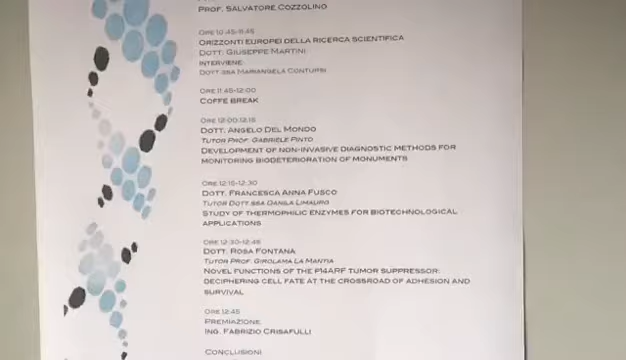 Prof. Salvatore Cozzolino
Ore 10:45-11:45
Orizzonti Europei della Ricerca Scientifica
Dott. Giuseppe Martini
interviene
Dott.ssa Mariangela Contursi
Ore 11:45-12:00
Coffe break
Ore 12:00-12:15
Dott. Angelo Del Mondo
Tutor Prof. Gabriele Pinto
Development of non-invasive diagnostic methods for
monitoring biodeterioration of monuments
Ore 12:15-12:30
Dott. Francesca Anna Fusco
Tutor Dott.ssa Danila Limauro
Study of thermophilic enzymes for biotechnological
applications
Ore 12:30-12:45
Dott. Rosa Fontana
Tutor Prof. Girolama La Mantia
Novel functions of the p14ARF tumor suppressor:
deciphering cell fate at the crossroad of adhesion and
survival
Ore 12:45
Premiazione
Ing. Fabrizio Crisafulli
Conclusioni